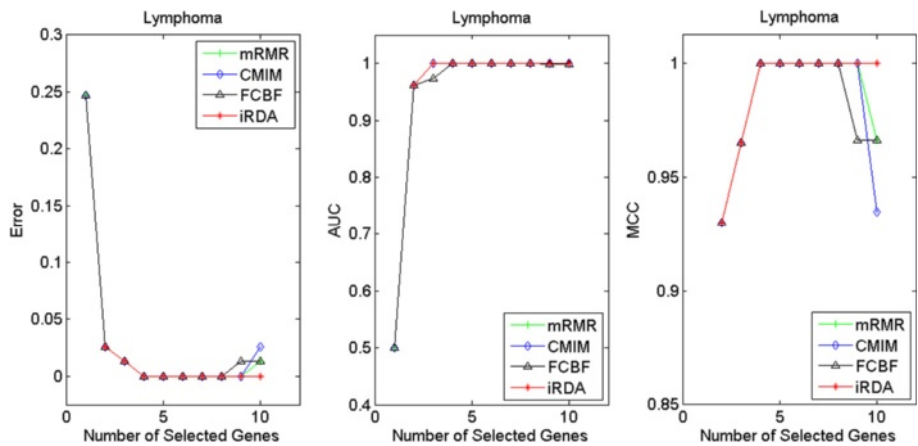 Lymphoma
0.3
0.25
0.2
0.15
0.1
0.05
0
Error
mRMR
CMIM
FCBF
iRDA
0
5
10
Number of Selected Genes
Lymphoma
1
0.9
0.8
0.7
0.6
0.5
0.4
AUC
mRMR
CMIM
FCBF
iRDA
0
5
10
Number of Selected Genes
Lymphoma
1
0.95
0.9
0.85
MCC
mRMR
CMIM
FCBF
iRDA
0
5
10
Number of Selected Genes